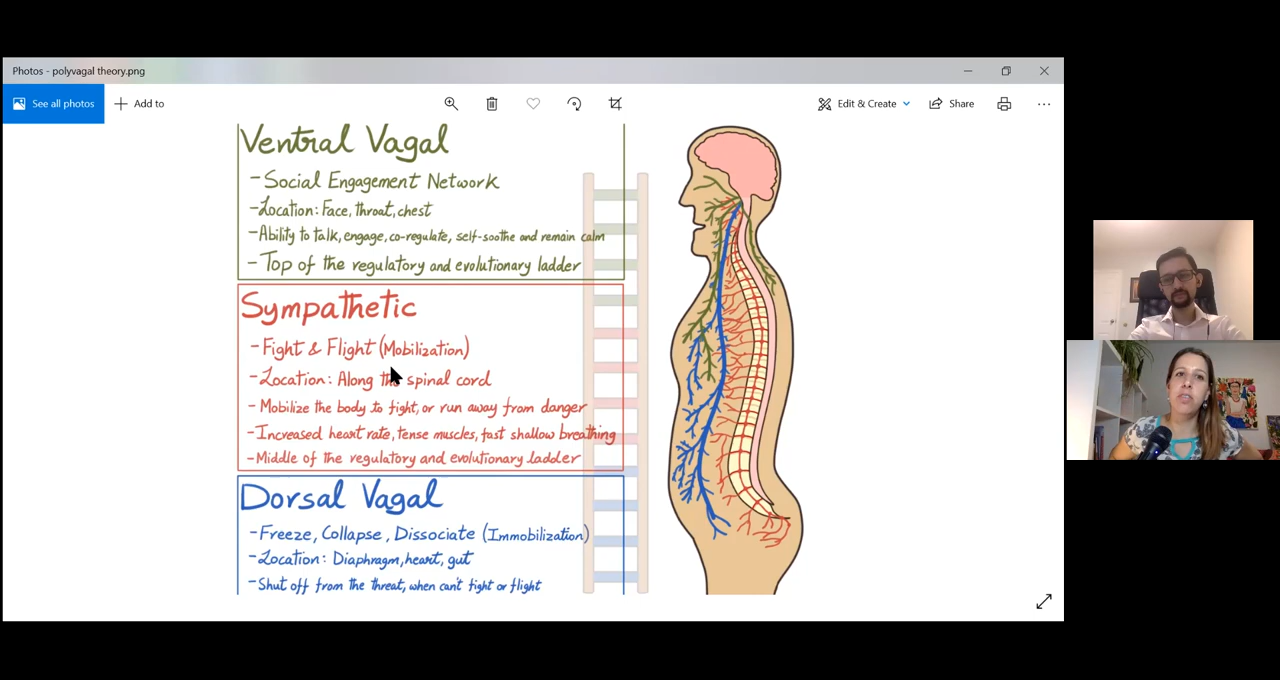 Photos - polyvagal theory.png
See all photos
Add to
Edit & Create
Share
Ventral Vagal
- Social Engagement Network
- Location: Face, throat, chest
- Ability to talk, engage, co-regulate, self-soothe and remain calm
- Top of the regulatory and evolutionary ladder
Sympathetic
- Fight & Flight (Mobilization)
- Location: Along the spinal cord
- Mobilize the body to fight, or run away from danger
- Increased heart rate, tense muscles, fast shallow breathing
- Middle of the regulatory and evolutionary ladder
Dorsal Vagal
- Freeze, Collapse, Dissociate (Immobilization)
- Location: Diaphragm, heart, gut
- Shut off from the threat, when can't fight or flight